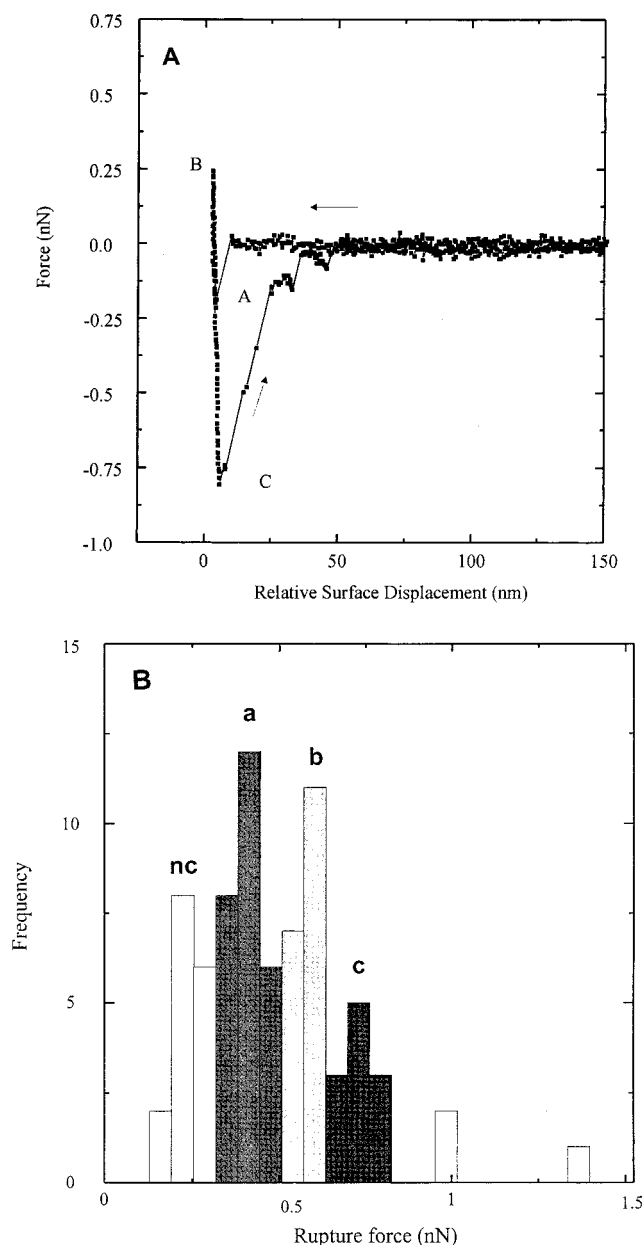 0.75
A
0.5
B
0.25
Force (nN)
0.0
A
-0.25
-0.5
-0.75
C
-1.0
0 50 100 150
Relative Surface Displacement (nm)
15
B
a
b
10
nc
Frequency
c
5
0
0 0.5 1 1.5
Rupture force (nN)